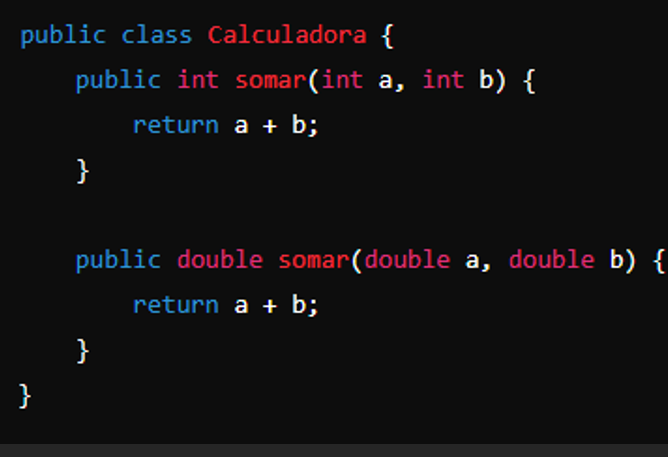 public class Calculadora {
    public int somar(int a, int b) {
        return a + b;
    }

    public double somar(double a, double b) {
        return a + b;
    }
}